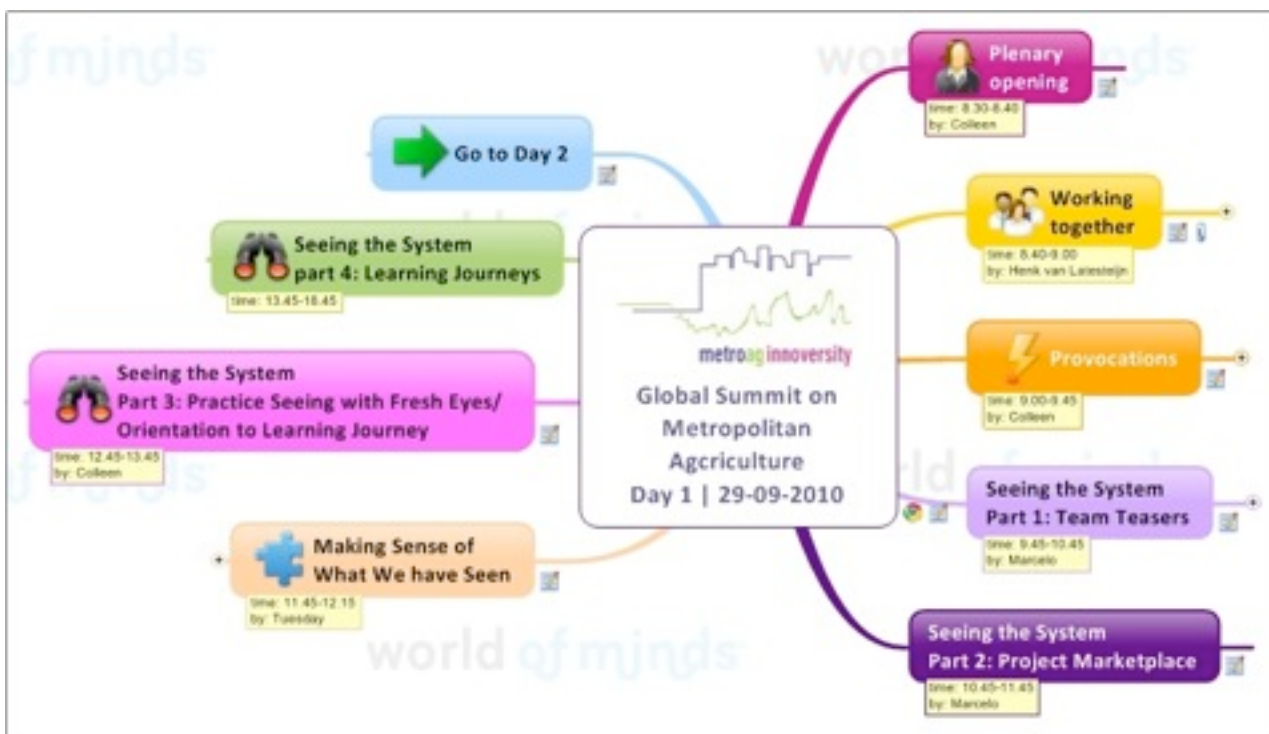 world of minds
of minds
Plenary
opening
time: 8.30-8.40
by: Colleen
Working
together
time: 8.40-9.00
by: Henk van Latesteijn
Provocations
time: 9.00-9.45
by: Colleen
Seeing the System
Part 1: Team Teasers
time: 9.45-10.45
by: Marcelo
Seeing the System
Part 2: Project Marketplace
time: 10.45-11.45
by: Marcelo
Making Sense of
What We have Seen
time: 11.45-12.15
by: Tuesday
Seeing the System
Part 3: Practice Seeing with Fresh Eyes/
Orientation to Learning Journey
time: 12.45-13.45
by: Colleen
Seeing the System
part 4: Learning Journeys
time: 13.45-18.45
Go to Day 2
metroag innoversity
Global Summit on
Metropolitan
Agcriculture
Day 1 | 29-09-2010
world of minds